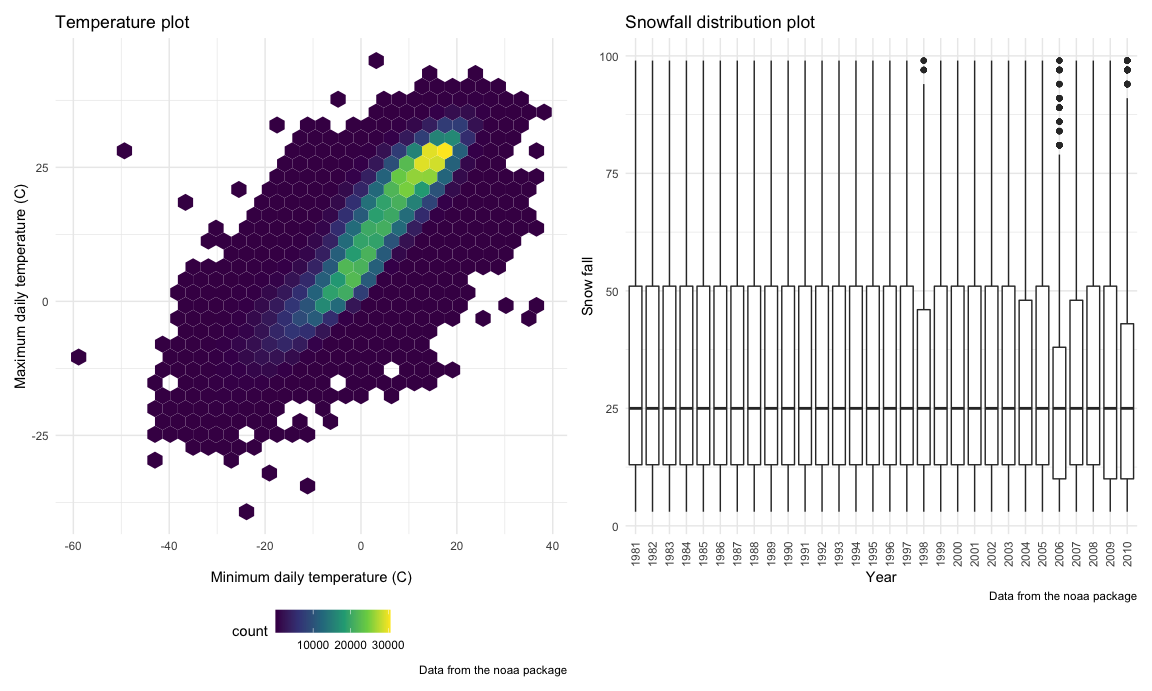 Temperature plot
Maximum daily temperature (C)
25
0
-25
-60 -40 -20 0 20 40
Minimum daily temperature (C)
count
10000 20000 30000
Data from the noaa package
Snowfall distribution plot
Snow fall
100
75
50
25
0
1981 1982 1983 1984 1985 1986 1987 1988 1989 1990 1991 1992 1993 1994 1995 1996 1997 1998 1999 2000 2001 2002 2003 2004 2005 2006 2007 2008 2009 2010
Year
Data from the noaa package